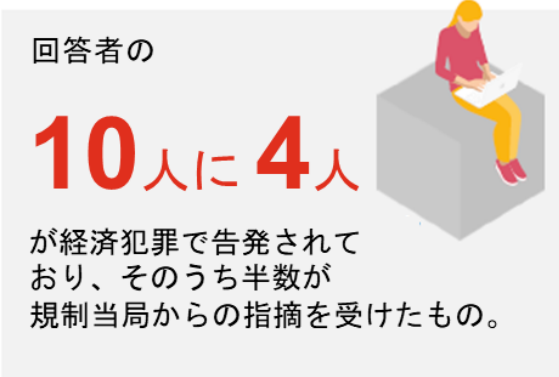 回答者の
10人に4人
が経済犯罪で告発されて
おり、そのうち半数が
規制当局からの指摘を受けたもの。